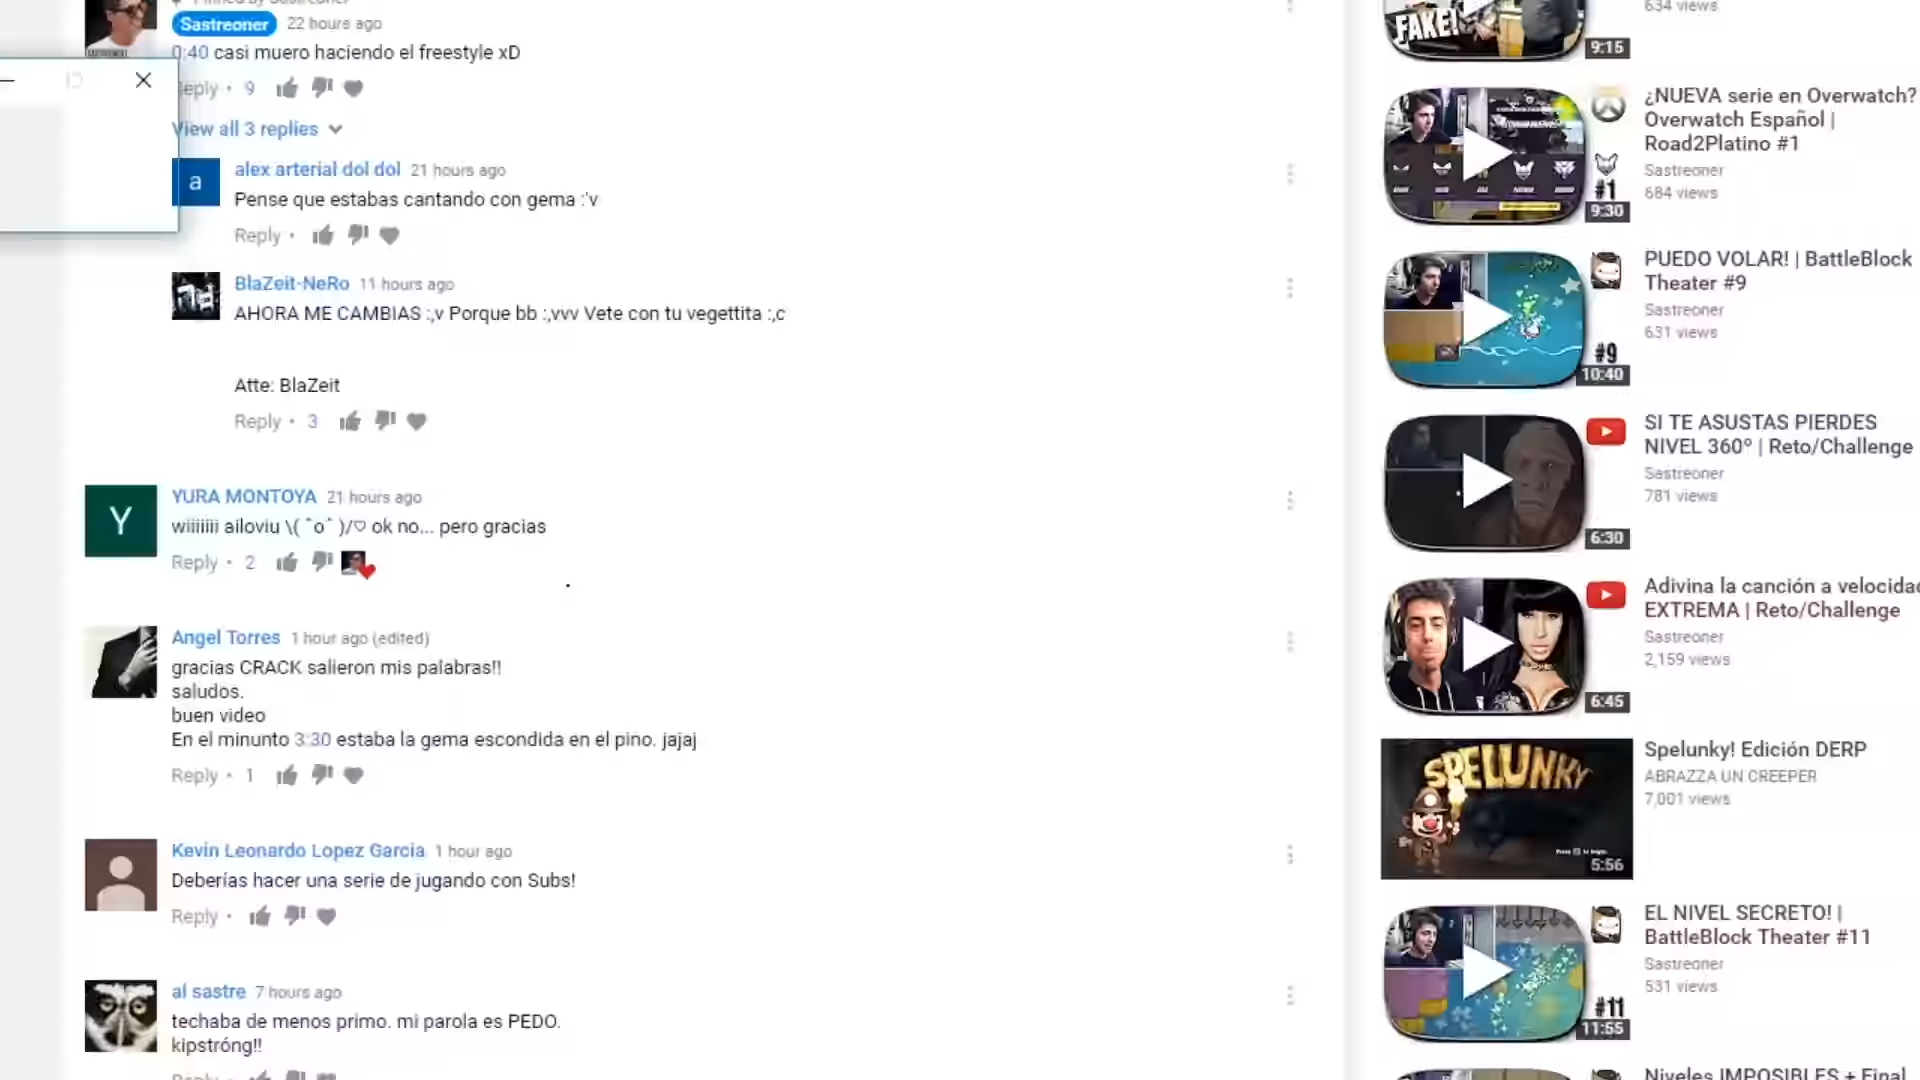 Sastreoner 22 hours ago
0:40 casi muero haciendo el freestyle xD
eply • 9
View all 3 replies
a
alex arterial dol dol 21 hours ago
Pense que estabas cantando con gema :'v
Reply •
BlaZeit-NeRo 11 hours ago
AHORA ME CAMBIAS :,v Porque bb :,vvv Vete con tu vegettita :,c
Atte: BlaZeit
Reply • 3
Y
YURA MONTOYA 21 hours ago
wiiiiiii ailoviu \( ˆoˆ )/♡ ok no... pero gracias
Reply • 2
Angel Torres 1 hour ago (edited)
gracias CRACK salieron mis palabras!!
saludos.
buen video
En el minunto 3:30 estaba la gema escondida en el pino. jajaj
Reply • 1
Kevin Leonardo Lopez Garcia 1 hour ago
Deberías hacer una serie de jugando con Subs!
Reply •
al sastre 7 hours ago
techaba de menos primo. mi parola es PEDO.
kipstróng!!
Reply
FAKE!
9:15
634 views
#1
9:30
¿NUEVA serie en Overwatch?
Overwatch Español |
Road2Platino #1
Sastreoner
684 views
#9
10:40
PUEDO VOLAR! | BattleBlock
Theater #9
Sastreoner
631 views
6:30
SI TE ASUSTAS PIERDES
NIVEL 360º | Reto/Challenge
Sastreoner
781 views
6:45
Adivina la canción a velocidad
EXTREMA | Reto/Challenge
Sastreoner
2,159 views
SPELUNKY
5:56
Spelunky! Edición DERP
ABRAZZA UN CREEPER
7,001 views
#11
11:55
EL NIVEL SECRETO! |
BattleBlock Theater #11
Sastreoner
531 views
Niveles IMPOSIBLES + Final